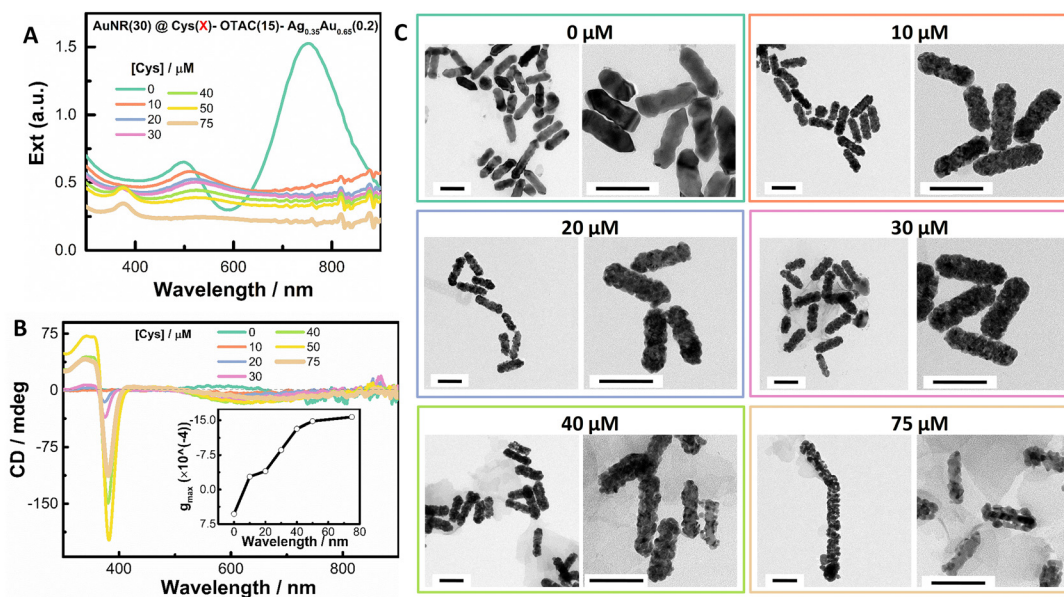 A
AuNR(30) @ Cys(X)- OTAC(15)- Ag0.35Au0.65(0.2)
Ext (a.u.)
1.5
1.0
0.5
0.0
[Cys] / μM
0
10
20
30
40
50
75
400
600
800
Wavelength / nm
B
CD / mdeg
75
0
-75
-150
[Cys] / μM
0
10
20
30
40
50
75
400
600
800
Wavelength / nm
gmax (×10^(-4))
-15.0
-7.5
0.0
7.5
0
20
40
60
80
Wavelength / nm
C
0 μM
10 μM
20 μM
30 μM
40 μM
75 μM